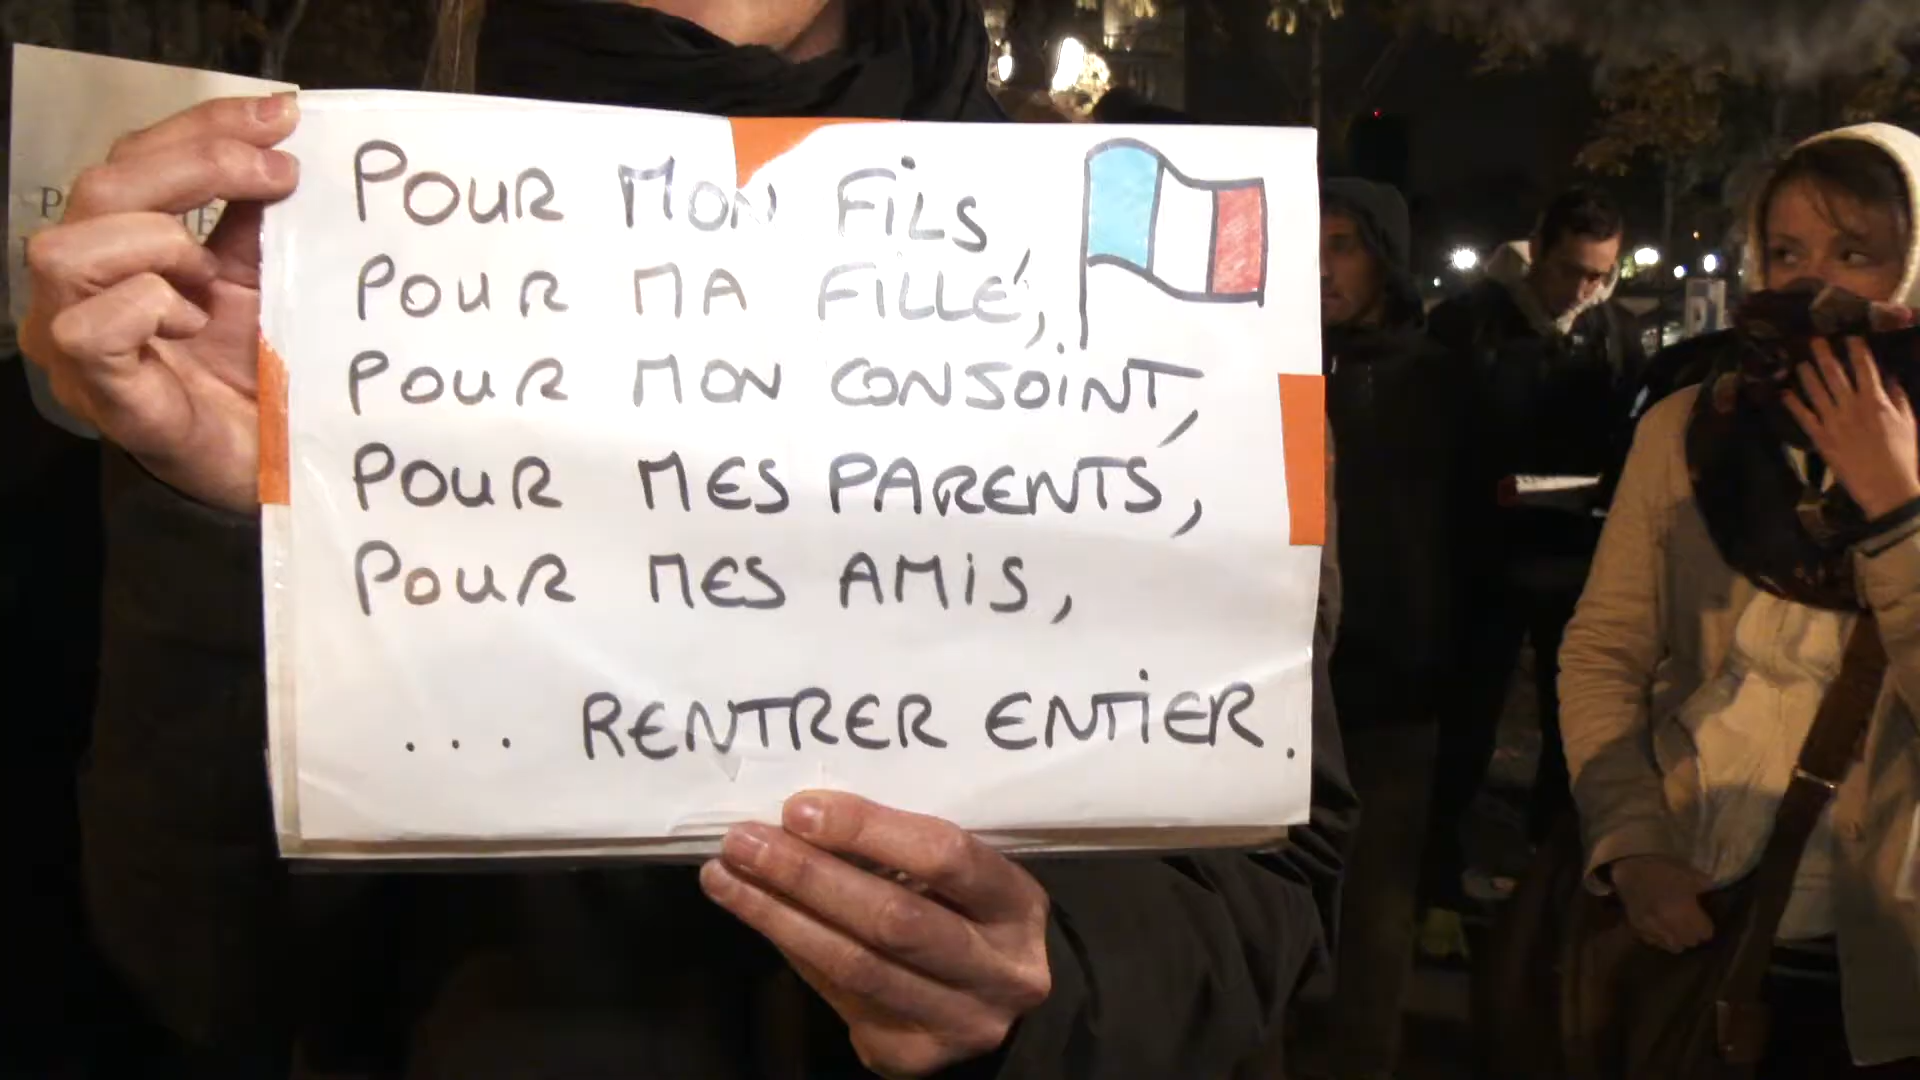 POUR MON FILS,
POUR MA FILLE,
POUR MON CONJOINT,
POUR MES PARENTS,
POUR MES AMIS,
... RENTRER ENTIER.